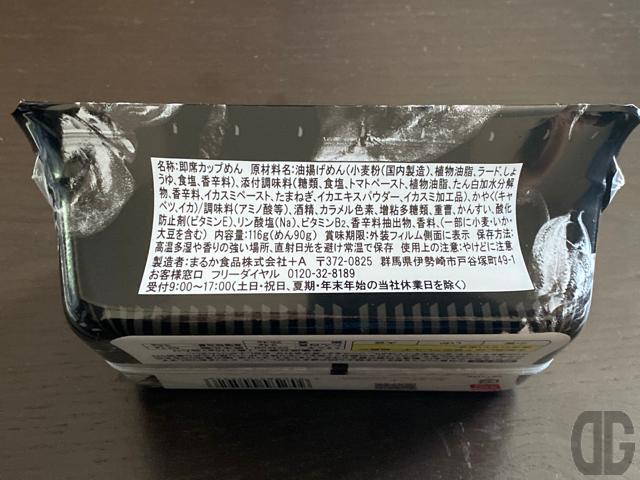 名称:即席カップめん 原材料名:油揚げめん(小麦粉(国内製造)、植物油脂、ラード、しょ
うゆ、食塩、香辛料)、添付調味料(糖類、食塩、トマトペースト、植物油脂、たん白加水分解
物、香辛料、イカスミペースト、たまねぎ、イカエキスパウダー、イカスミ加工品)、かやく(キャ
ベツ、イカ)/調味料(アミノ酸等)、酒精、カラメル色素、増粘多糖類、重曹、かんすい、酸化
防止剤(ビタミンE)、リン酸塩(Na)、ビタミンB2、香辛料抽出物、香料、(一部に小麦・いか・
大豆を含む) 内容量:116g(めん90g) 賞味期限:外装フィルム側面に表示 保存方法:
高温多湿や香りの強い場所、直射日光を避け常温で保存 使用上の注意:やけどに注意
製造者:まるか食品株式会社+A 〒372-0825 群馬県伊勢崎市戸谷塚町49-1
お客様窓口 フリーダイヤル 0120-32-8189
受付9:00~17:00(土日・祝日、夏期・年末年始の当社休業日を除く)
DG